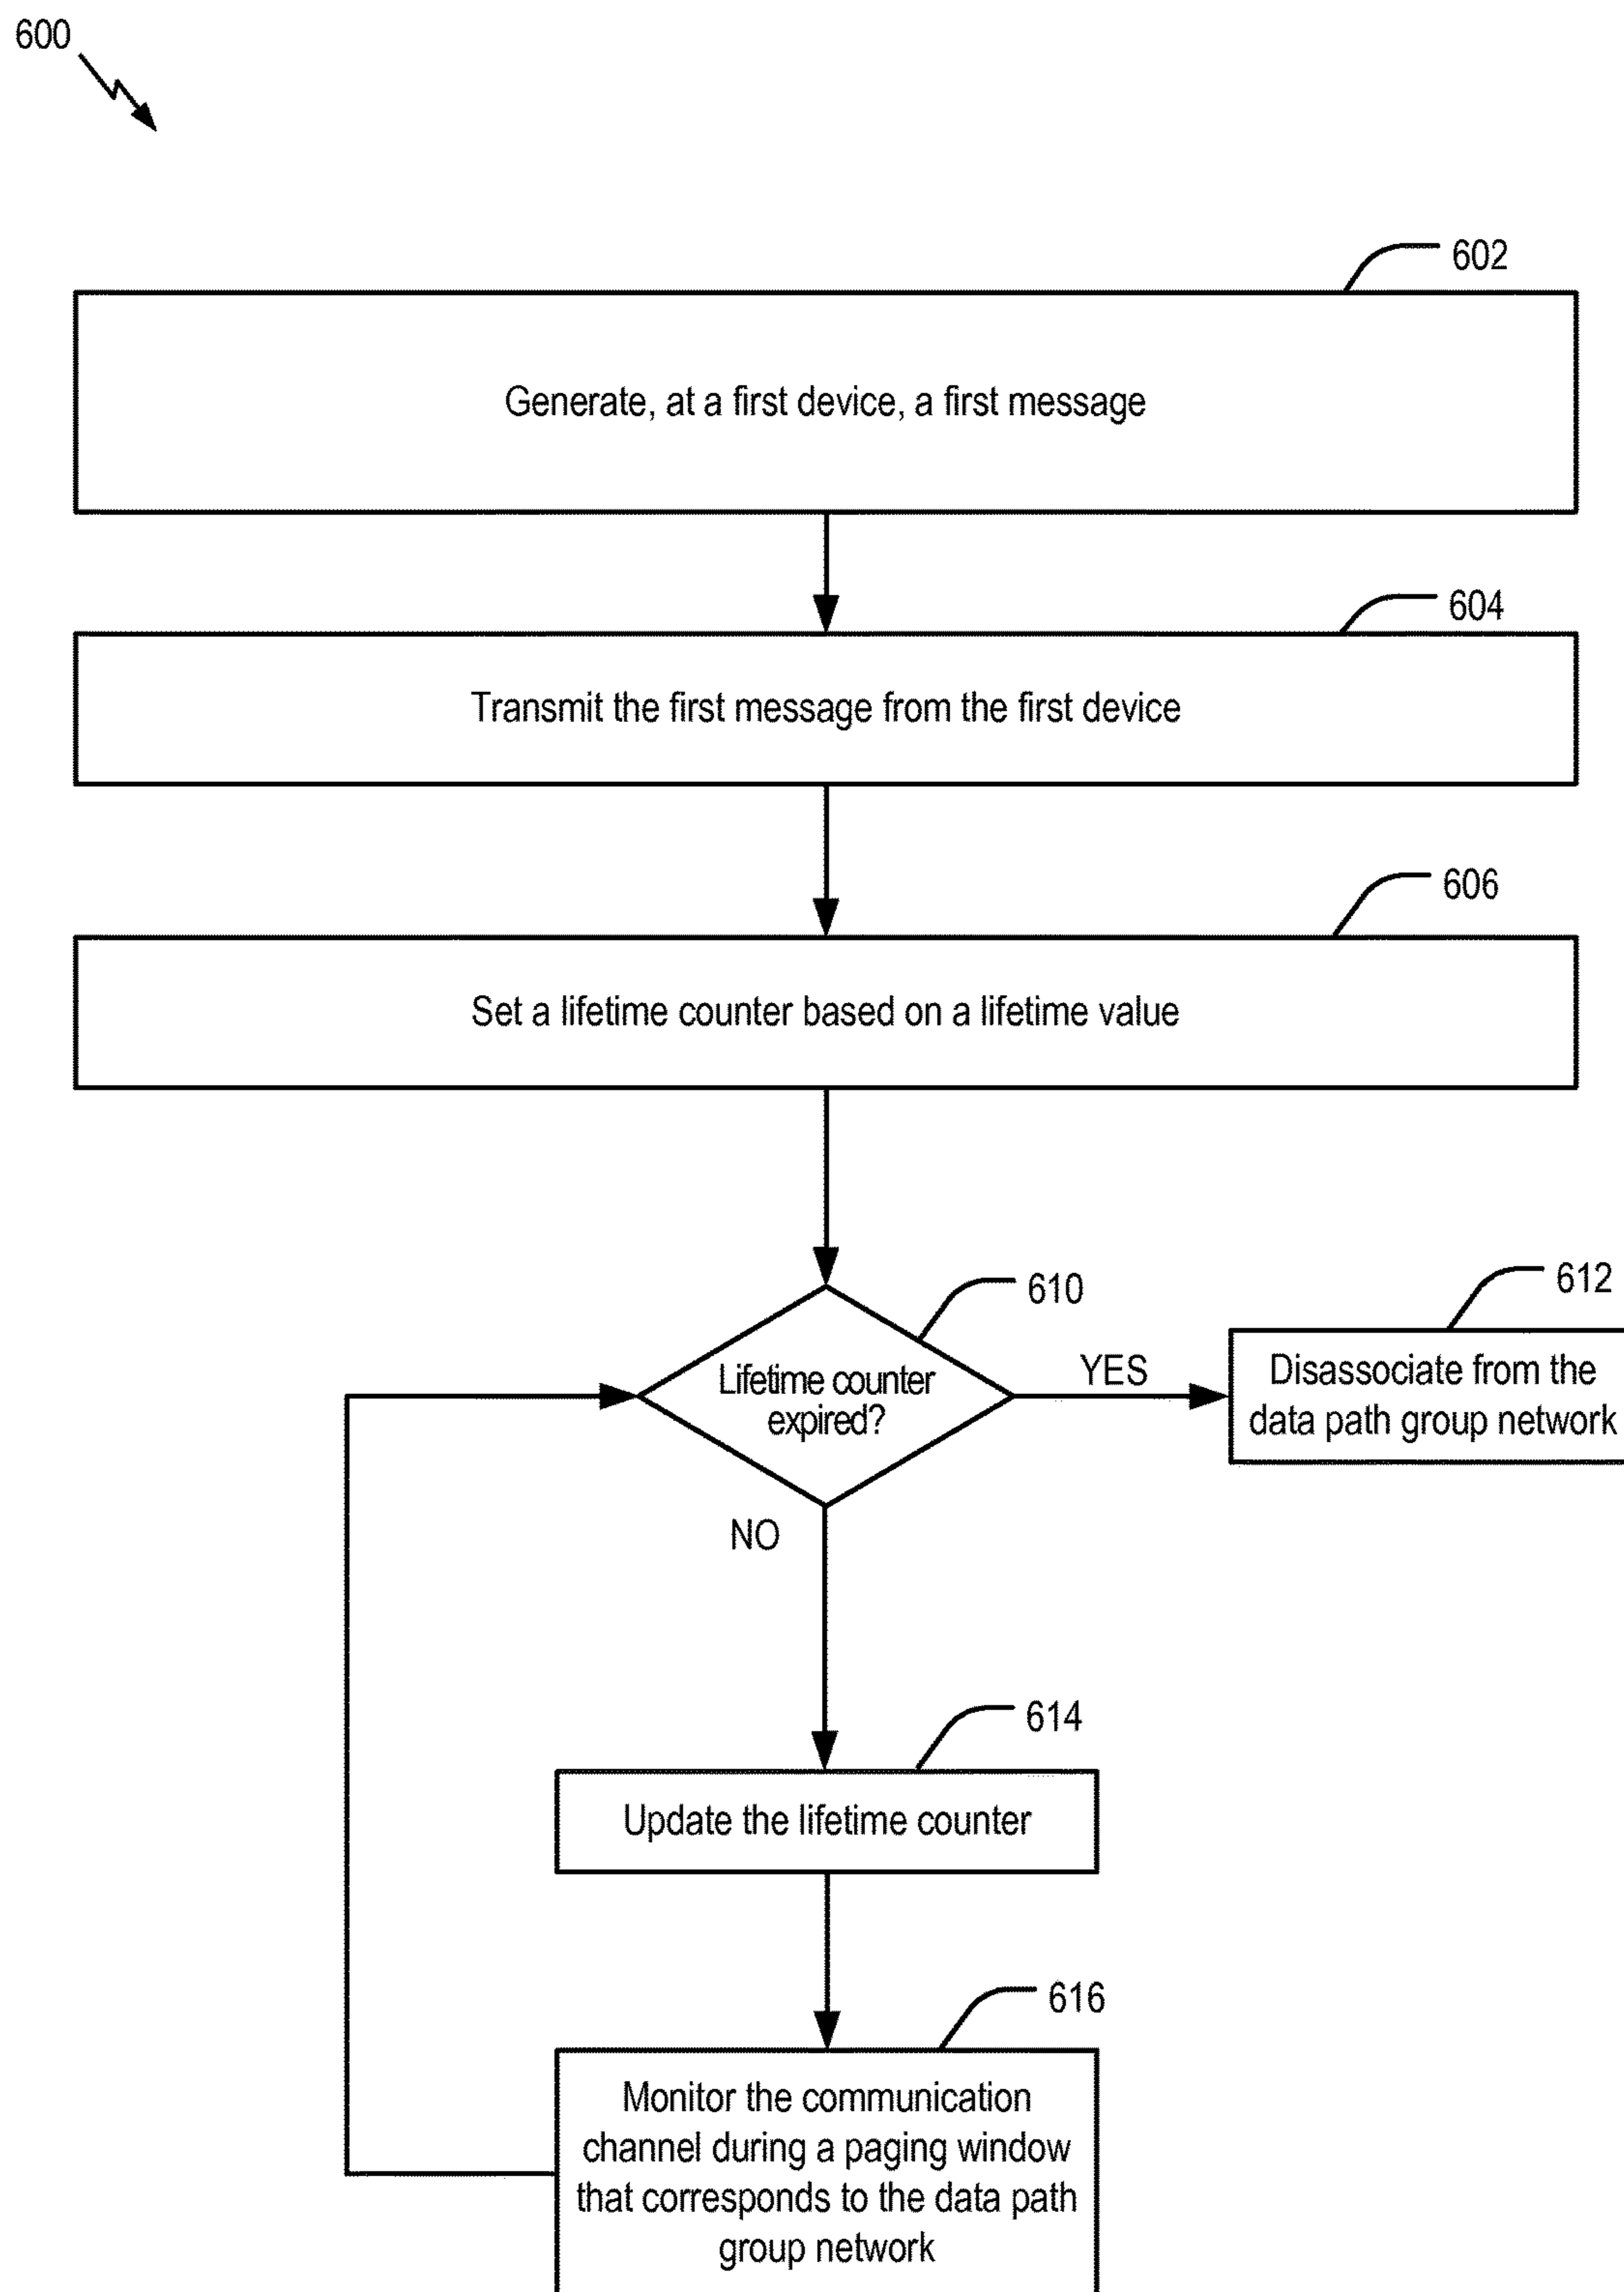 600
602
Generate, at a first device, a first message
604
Transmit the first message from the first device
606
Set a lifetime counter based on a lifetime value
610
Lifetime counter
expired?
YES
612
Disassociate from the
data path group network
NO
614
Update the lifetime counter
616
Monitor the communication
channel during a paging window
that corresponds to the data path
group network